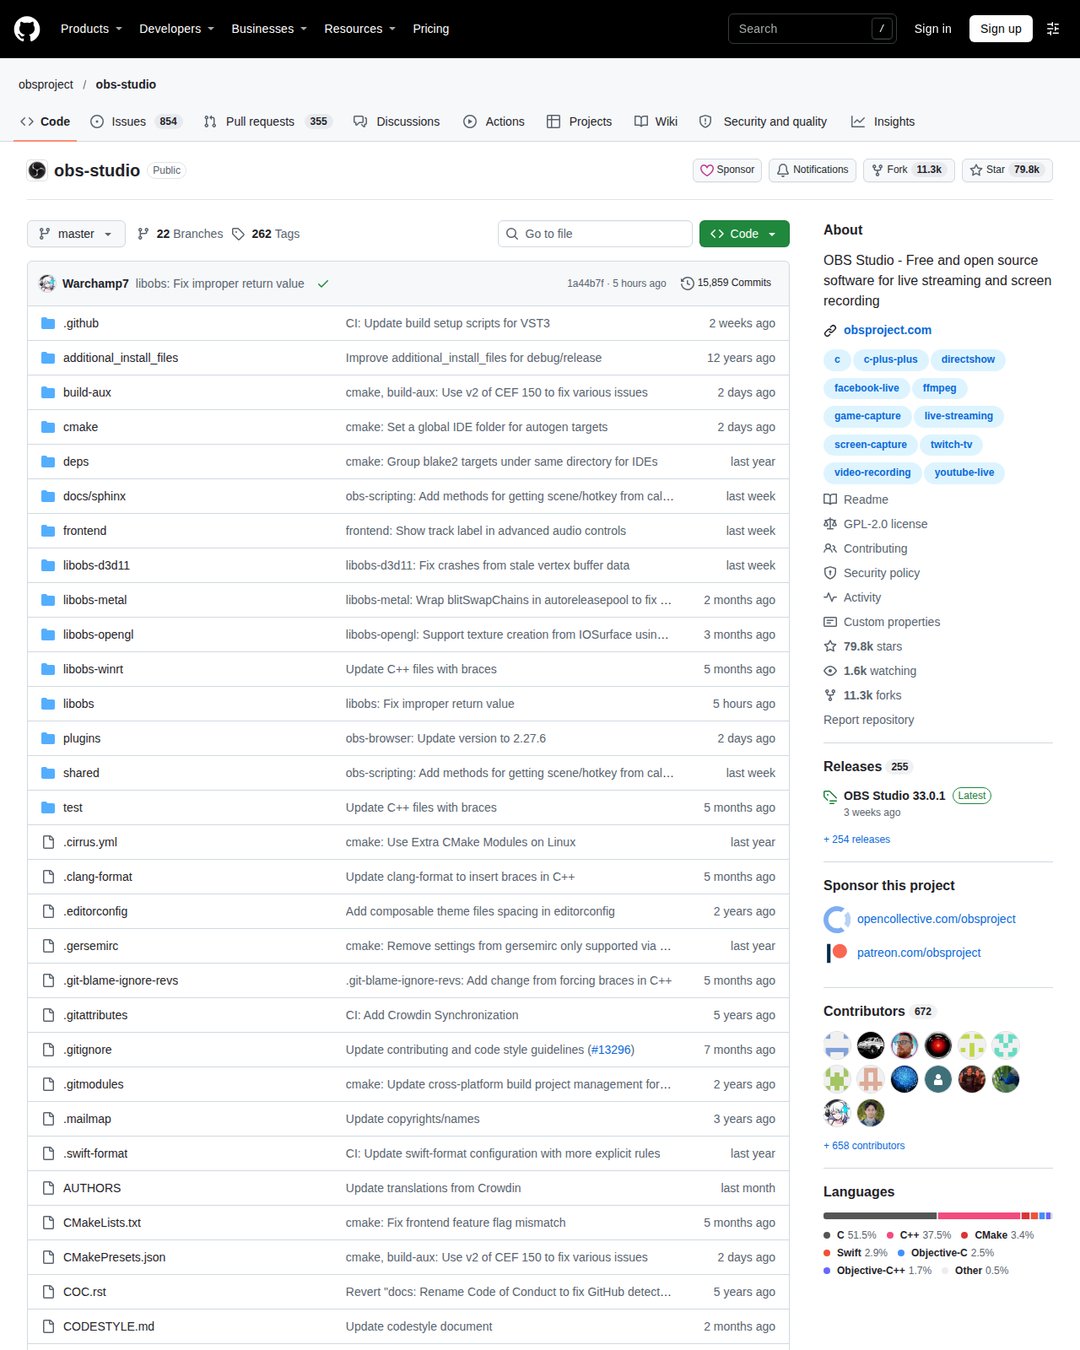 Products Developers Businesses Resources Pricing Search / Sign in Sign up
obsproject / obs-studio
Code Issues 854 Pull requests 355 Discussions Actions Projects Wiki Security and quality Insights
obs-studio Public Sponsor Notifications Fork 11.3k Star 79.8k
master 22 Branches 262 Tags Go to file Code
Warchamp7 libobs: Fix improper return value 1a44b7f · 5 hours ago 15,859 Commits
.github CI: Update build setup scripts for VST3 2 weeks ago
additional_install_files Improve additional_install_files for debug/release 12 years ago
build-aux cmake, build-aux: Use v2 of CEF 150 to fix various issues 2 days ago
cmake cmake: Set a global IDE folder for autogen targets 2 days ago
deps cmake: Group blake2 targets under same directory for IDEs last year
docs/sphinx obs-scripting: Add methods for getting scene/hotkey from cal… last week
frontend frontend: Show track label in advanced audio controls last week
libobs-d3d11 libobs-d3d11: Fix crashes from stale vertex buffer data last week
libobs-metal libobs-metal: Wrap blitSwapChains in autoreleasepool to fix … 2 months ago
libobs-opengl libobs-opengl: Support texture creation from IOSurface usin… 3 months ago
libobs-winrt Update C++ files with braces 5 months ago
libobs libobs: Fix improper return value 5 hours ago
plugins obs-browser: Update version to 2.27.6 2 days ago
shared obs-scripting: Add methods for getting scene/hotkey from cal… last week
test Update C++ files with braces 5 months ago
.cirrus.yml cmake: Use Extra CMake Modules on Linux last year
.clang-format Update clang-format to insert braces in C++ 5 months ago
.editorconfig Add composable theme files spacing in editorconfig 2 years ago
.gersemirc cmake: Remove settings from gersemirc only supported via … last year
.git-blame-ignore-revs .git-blame-ignore-revs: Add change from forcing braces in C++ 5 months ago
.gitattributes CI: Add Crowdin Synchronization 5 years ago
.gitignore Update contributing and code style guidelines (#13296) 7 months ago
.gitmodules cmake: Update cross-platform build project management for… 2 years ago
.mailmap Update copyrights/names 3 years ago
.swift-format CI: Update swift-format configuration with more explicit rules last year
AUTHORS Update translations from Crowdin last month
CMakeLists.txt cmake: Fix frontend feature flag mismatch 5 months ago
CMakePresets.json cmake, build-aux: Use v2 of CEF 150 to fix various issues 2 days ago
COC.rst Revert "docs: Rename Code of Conduct to fix GitHub detect… 5 years ago
CODESTYLE.md Update codestyle document 2 months ago
About
OBS Studio - Free and open source
software for live streaming and screen
recording
obsproject.com
c c-plus-plus directshow
facebook-live ffmpeg
game-capture live-streaming
screen-capture twitch-tv
video-recording youtube-live
Readme
GPL-2.0 license
Contributing
Security policy
Activity
Custom properties
79.8k stars
1.6k watching
11.3k forks
Report repository
Releases 255
OBS Studio 33.0.1 Latest
3 weeks ago
+ 254 releases
Sponsor this project
opencollective.com/obsproject
patreon.com/obsproject
Contributors 672
+ 658 contributors
Languages
C 51.5% C++ 37.5% CMake 3.4%
Swift 2.9% Objective-C 2.5%
Objective-C++ 1.7% Other 0.5%